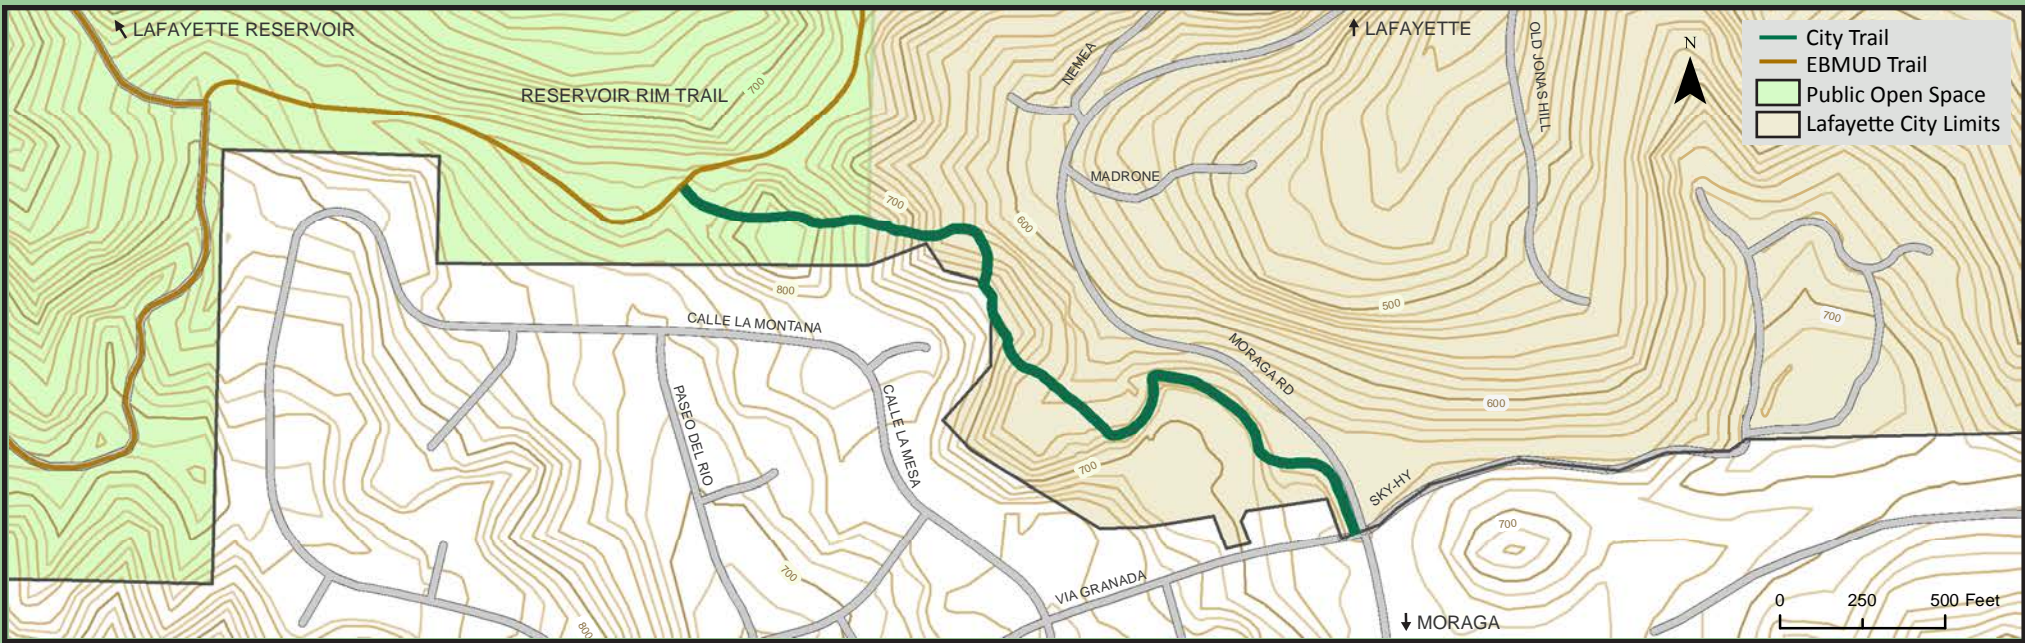 LAFAYETTE RESERVOIR
LAFAYETTE
N
City Trail
EBMUD Trail
Public Open Space
Lafayette City Limits
NEMEA
OLD JONAS HILL
RESERVOIR RIM TRAIL
700
MADRONE
700
600
800
500
700
CALLE LA MONTANA
MORAGA RD
PASEO DEL RIO
CALLE LA MESA
600
700
SKY-HY
700
700
VIA GRANADA
800
MORAGA
0 250 500 Feet